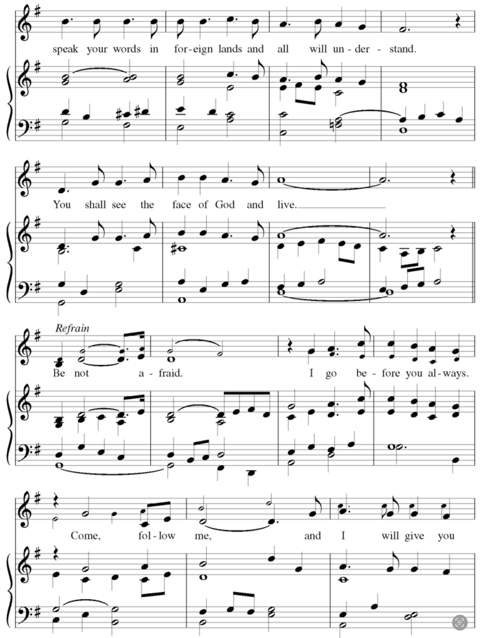 speak your words in for-eign lands and all will un-der-stand.
You shall see the face of God and live.
Refrain
Be not a-fraid. I go be-fore you al-ways.
Come, fol-low me, and I will give you